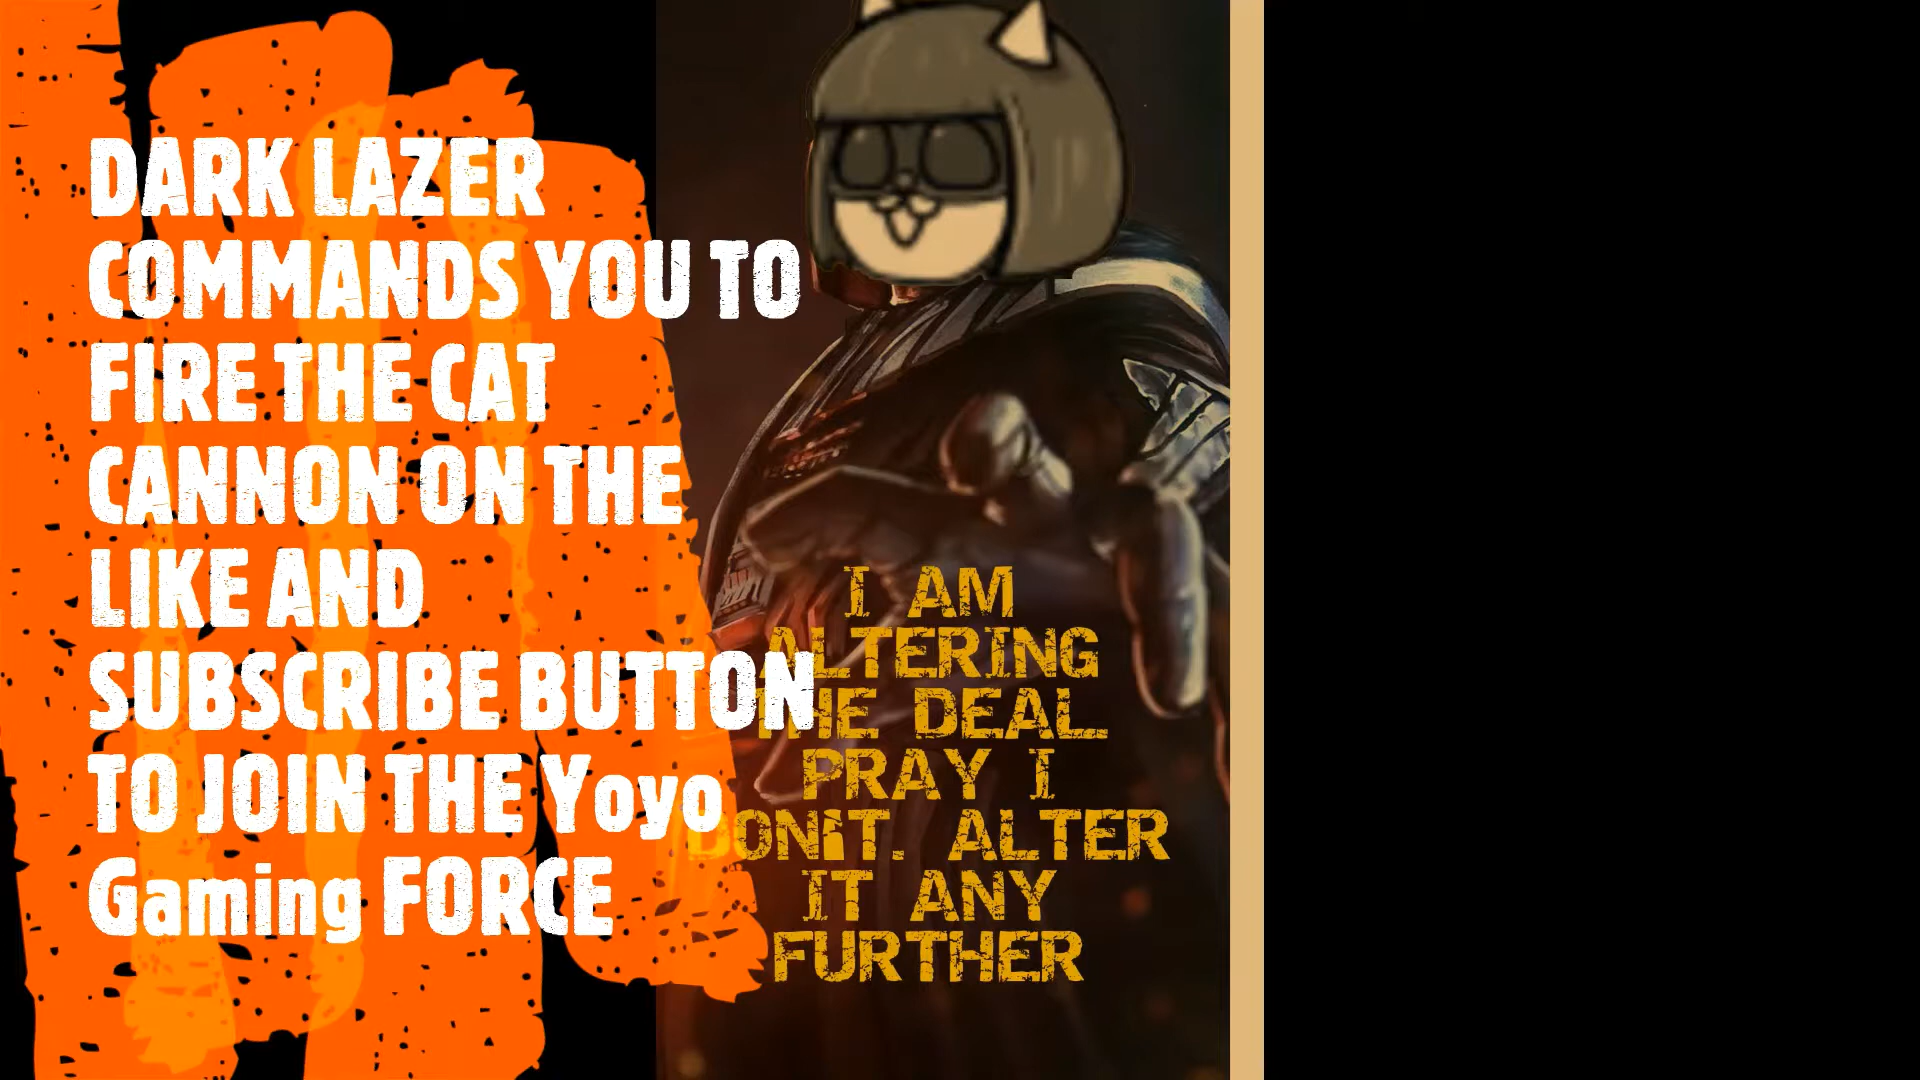 DARK LAZER
COMMANDS YOU TO
FIRE THE CAT
CANNON ON THE
LIKE AND
SUBSCRIBE BUTTON
TO JOIN THE Yoyo
Gaming FORCE
I AM
ALTERING
THE DEAL.
PRAY I
DON'T. ALTER
IT ANY
FURTHER